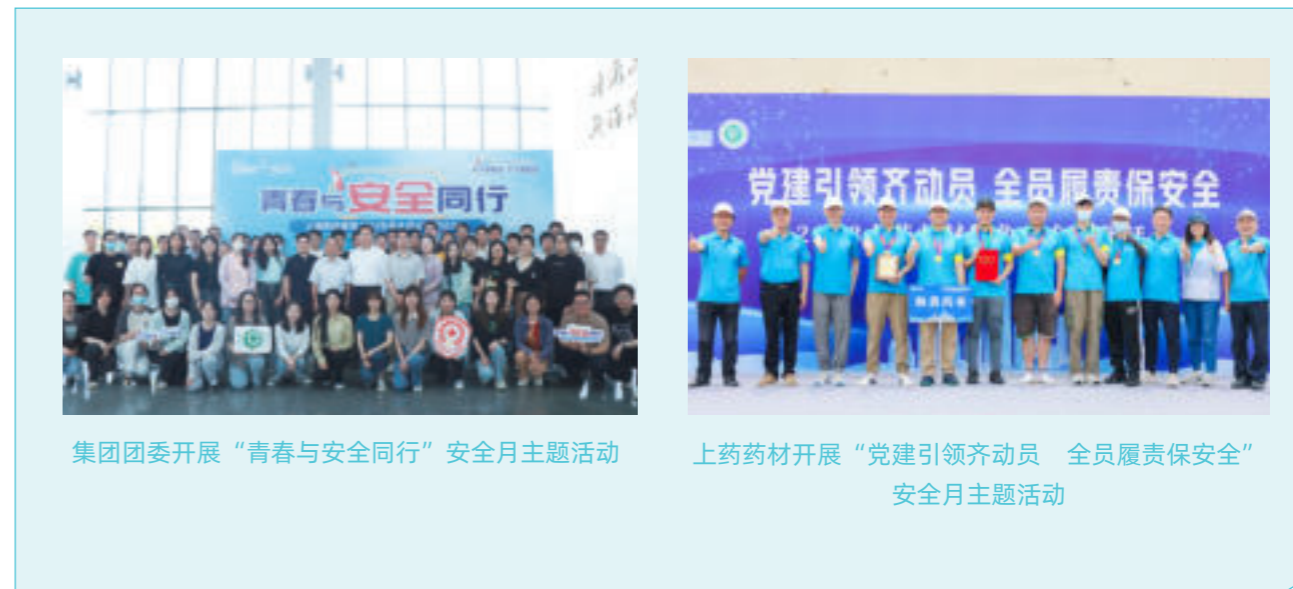 青春与安全同行
党建引领齐动员 全员履责保安全
集团团委开展“青春与安全同行”安全月主题活动
上药药材开展“党建引领齐动员 全员履责保安全”
安全月主题活动